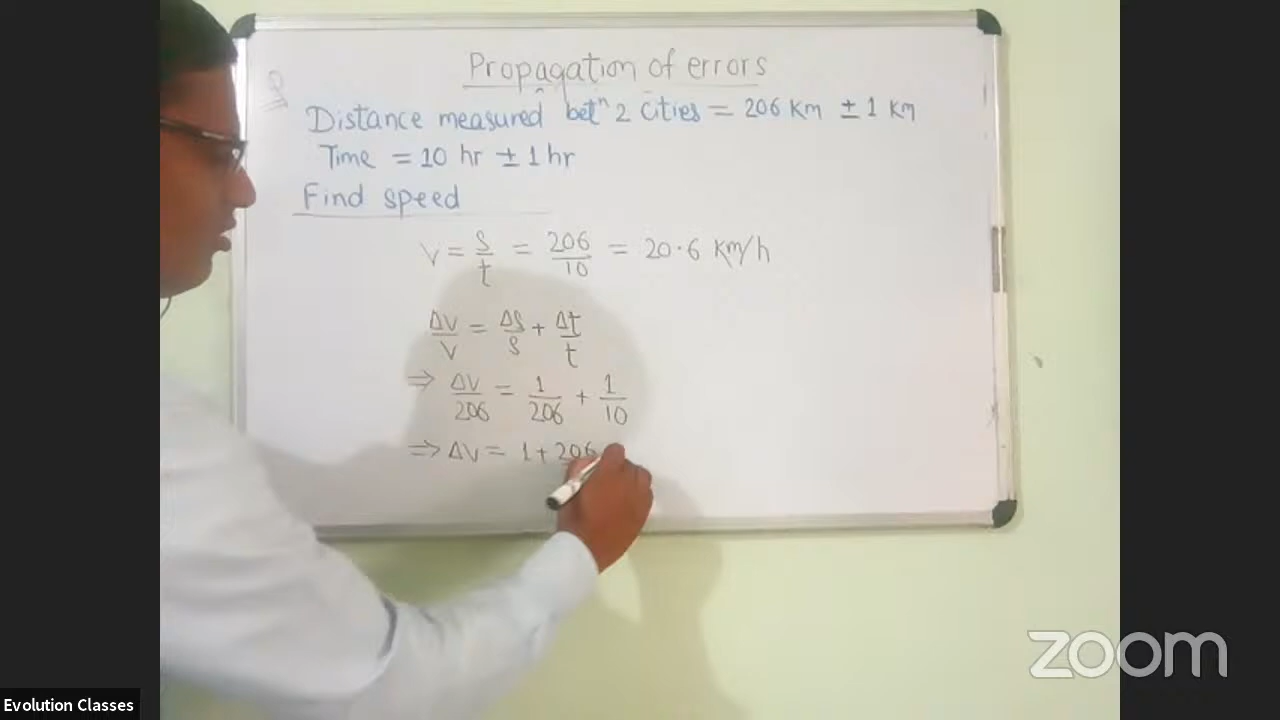 Propagation of errors
Distance measured betⁿ 2 cities = 206 Km ± 1 Km
Time = 10 hr ± 1 hr
Find speed
V = S/t = 206/10 = 20.6 Km/h
ΔV/V = ΔS/S + Δt/t
⇒ ΔV/206 = 1/206 + 1/10
⇒ ΔV = 1 + 206
zoom
Evolution Classes